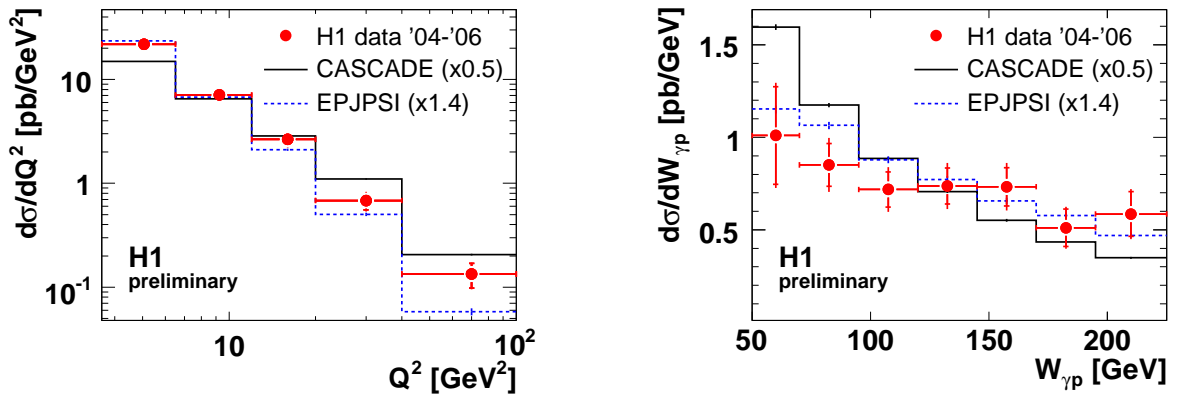 dσ/dQ² [pb/GeV²]
10
1
10⁻¹
H1 data '04-'06
CASCADE (x0.5)
EPJPSI (x1.4)
H1
preliminary
10
10²
Q² [GeV²]
dσ/dW_γp [pb/GeV]
1.5
1
0.5
H1 data '04-'06
CASCADE (x0.5)
EPJPSI (x1.4)
H1
preliminary
50 100 150 200
W_γp [GeV]